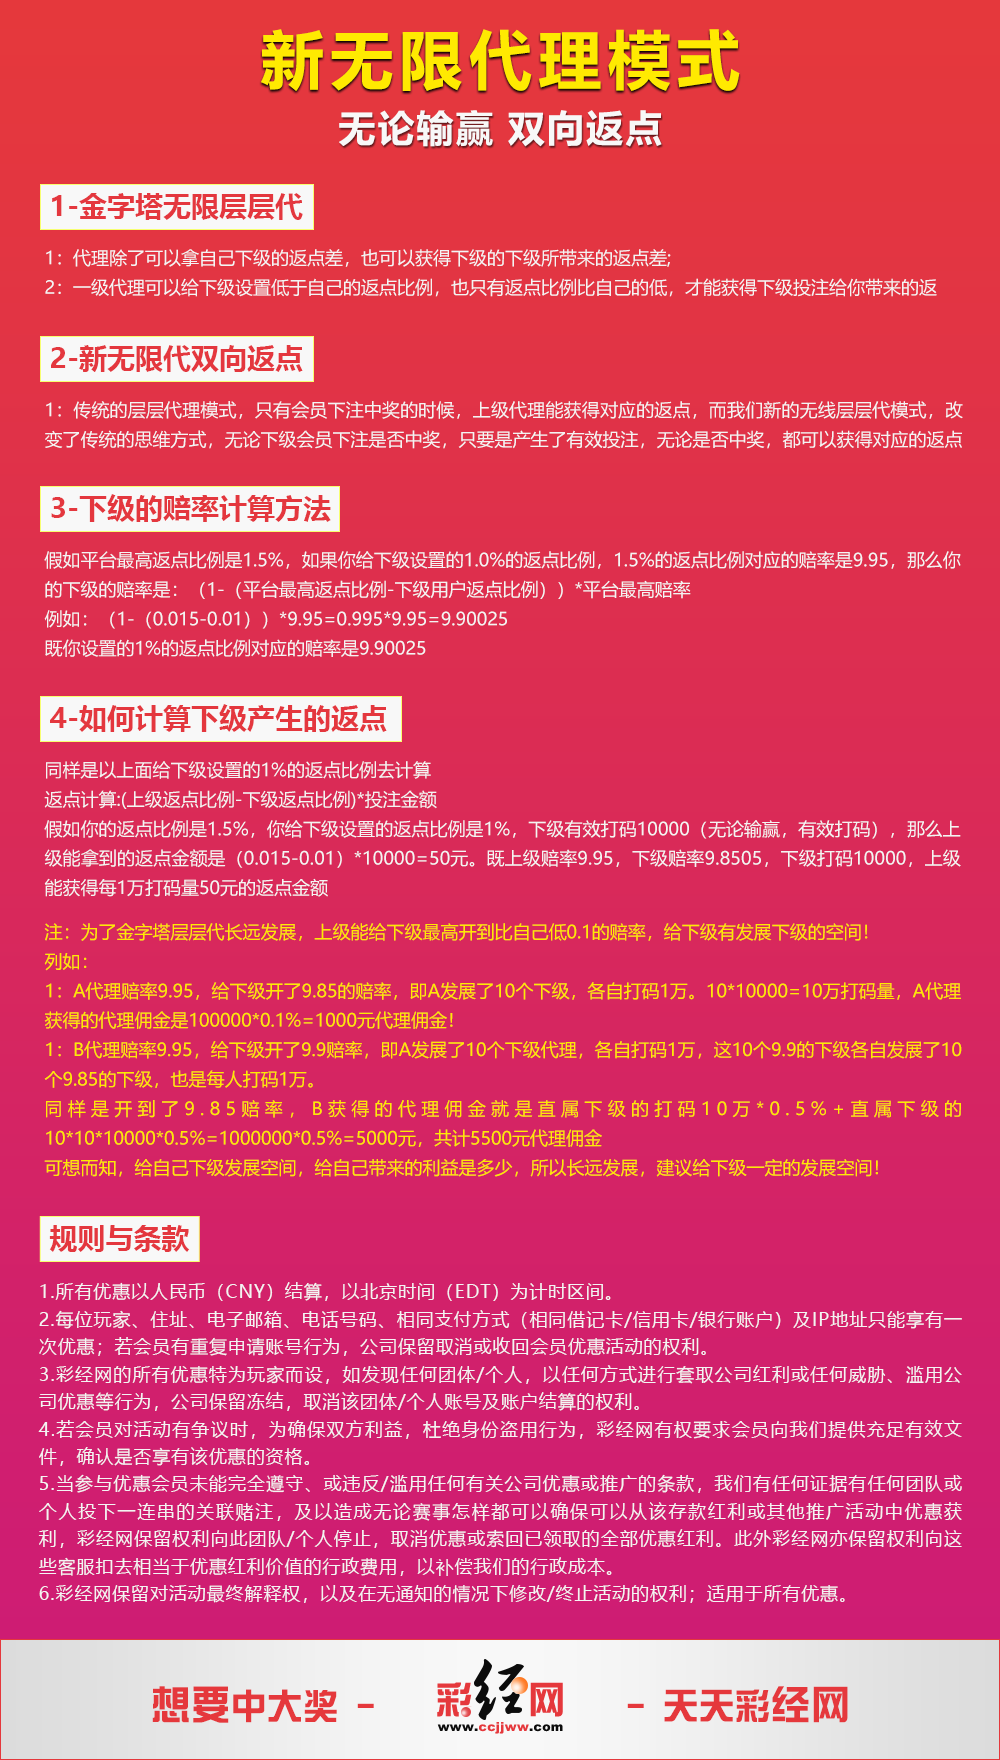 新无限代理模式
无论输赢 双向返点
1-金字塔无限层层代
1：代理除了可以拿自己下级的返点差，也可以获得下级的下级所带来的返点差;
2：一级代理可以给下级设置低于自己的返点比例，也只有返点比例比自己的低，才能获得下级投注给你带来的返
2-新无限代双向返点
1：传统的层层代理模式，只有会员下注中奖的时候，上级代理能获得对应的返点，而我们新的无线层层代模式，改
变了传统的思维方式，无论下级会员下注是否中奖，只要是产生了有效投注，无论是否中奖，都可以获得对应的返点
3-下级的赔率计算方法
假如平台最高返点比例是1.5%，如果你给下级设置的1.0%的返点比例，1.5%的返点比例对应的赔率是9.95，那么你
的下级的赔率是：（1-（平台最高返点比例-下级用户返点比例））*平台最高赔率
例如：（1-（0.015-0.01））*9.95=0.995*9.95=9.90025
既你设置的1%的返点比例对应的赔率是9.90025
4-如何计算下级产生的返点
同样是以上面给下级设置的1%的返点比例去计算
返点计算:(上级返点比例-下级返点比例)*投注金额
假如你的返点比例是1.5%，你给下级设置的返点比例是1%，下级有效打码10000（无论输赢，有效打码），那么上
级能拿到的返点金额是（0.015-0.01）*10000=50元。既上级赔率9.95，下级赔率9.8505，下级打码10000，上级
能获得每1万打码量50元的返点金额
注：为了金字塔层层代长远发展，上级能给下级最高开到比自己低0.1的赔率，给下级有发展下级的空间！
列如：
1：A代理赔率9.95，给下级开了9.85的赔率，即A发展了10个下级，各自打码1万。10*10000=10万打码量，A代理
获得的代理佣金是100000*0.1%=1000元代理佣金！
1：B代理赔率9.95，给下级开了9.9赔率，即A发展了10个下级代理，各自打码1万，这10个9.9的下级各自发展了10
个9.85的下级，也是每人打码1万。
同样是开到了9.85赔率，B获得的代理佣金就是直属下级的打码10万*0.5%+直属下级的
10*10*10000*0.5%=1000000*0.5%=5000元，共计5500元代理佣金
可想而知，给自己下级发展空间，给自己带来的利益是多少，所以长远发展，建议给下级一定的发展空间！
规则与条款
1.所有优惠以人民币（CNY）结算，以北京时间（EDT）为计时区间。
2.每位玩家、住址、电子邮箱、电话号码、相同支付方式（相同借记卡/信用卡/银行账户）及IP地址只能享有一
次优惠；若会员有重复申请账号行为，公司保留取消或收回会员优惠活动的权利。
3.彩经网的所有优惠特为玩家而设，如发现任何团体/个人，以任何方式进行套取公司红利或任何威胁、滥用公
司优惠等行为，公司保留冻结，取消该团体/个人账号及账户结算的权利。
4.若会员对活动有争议时，为确保双方利益，杜绝身份盗用行为，彩经网有权要求会员向我们提供充足有效文
件，确认是否享有该优惠的资格。
5.当参与优惠会员未能完全遵守、或违反/滥用任何有关公司优惠或推广的条款，我们有任何证据有任何团队或
个人投下一连串的关联赌注，及以造成无论赛事怎样都可以确保可以从该存款红利或其他推广活动中优惠获
利，彩经网保留权利向此团队/个人停止，取消优惠或索回已领取的全部优惠红利。此外彩经网亦保留权利向这
些客服扣去相当于优惠红利价值的行政费用，以补偿我们的行政成本。
6.彩经网保留对活动最终解释权，以及在无通知的情况下修改/终止活动的权利；适用于所有优惠。
想要中大奖 - 彩经网 - 天天彩经网
www.ccjjww.com